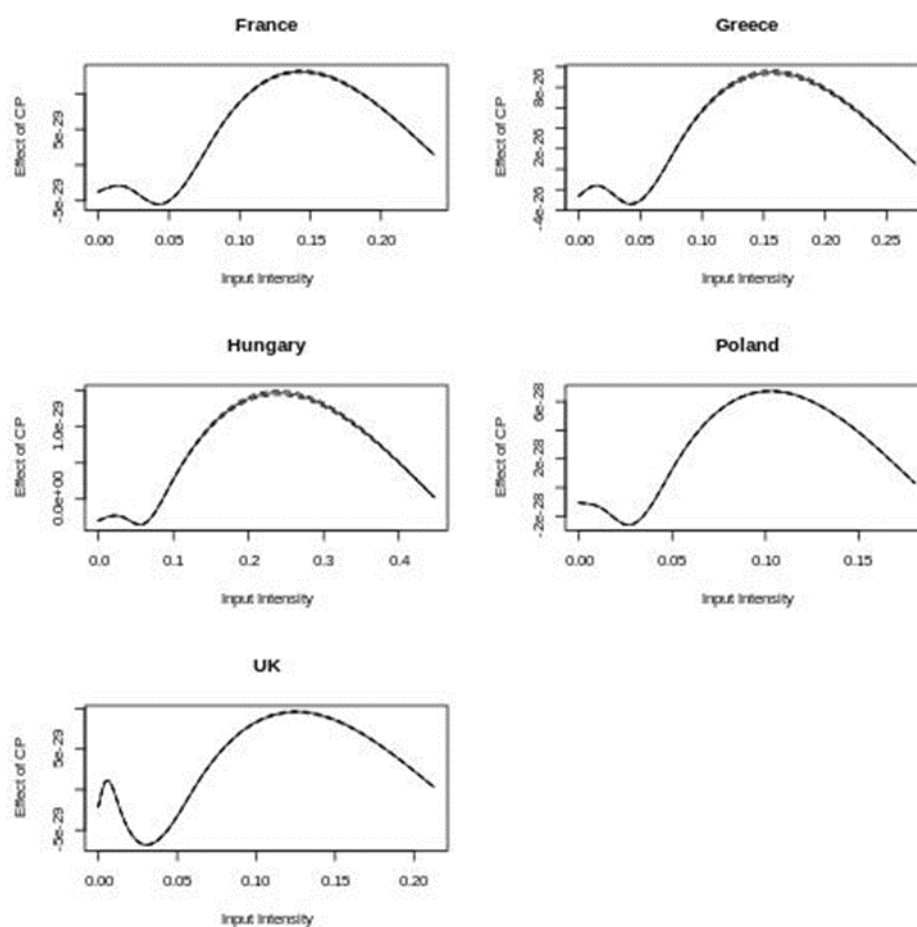 France
Effect of CP
5e-29
-5e-29
0.00 0.05 0.10 0.15 0.20
Input Intensity
Greece
Effect of CP
8e-26
2e-26
-4e-26
0.00 0.05 0.10 0.15 0.20 0.25
Input Intensity
Hungary
Effect of CP
1.0e-29
0.0e+00
0.0 0.1 0.2 0.3 0.4
Input Intensity
Poland
Effect of CP
6e-28
2e-28
-2e-28
0.00 0.05 0.10 0.15
Input Intensity
UK
Effect of CP
5e-29
-5e-29
0.00 0.05 0.10 0.15 0.20
Input Intensity